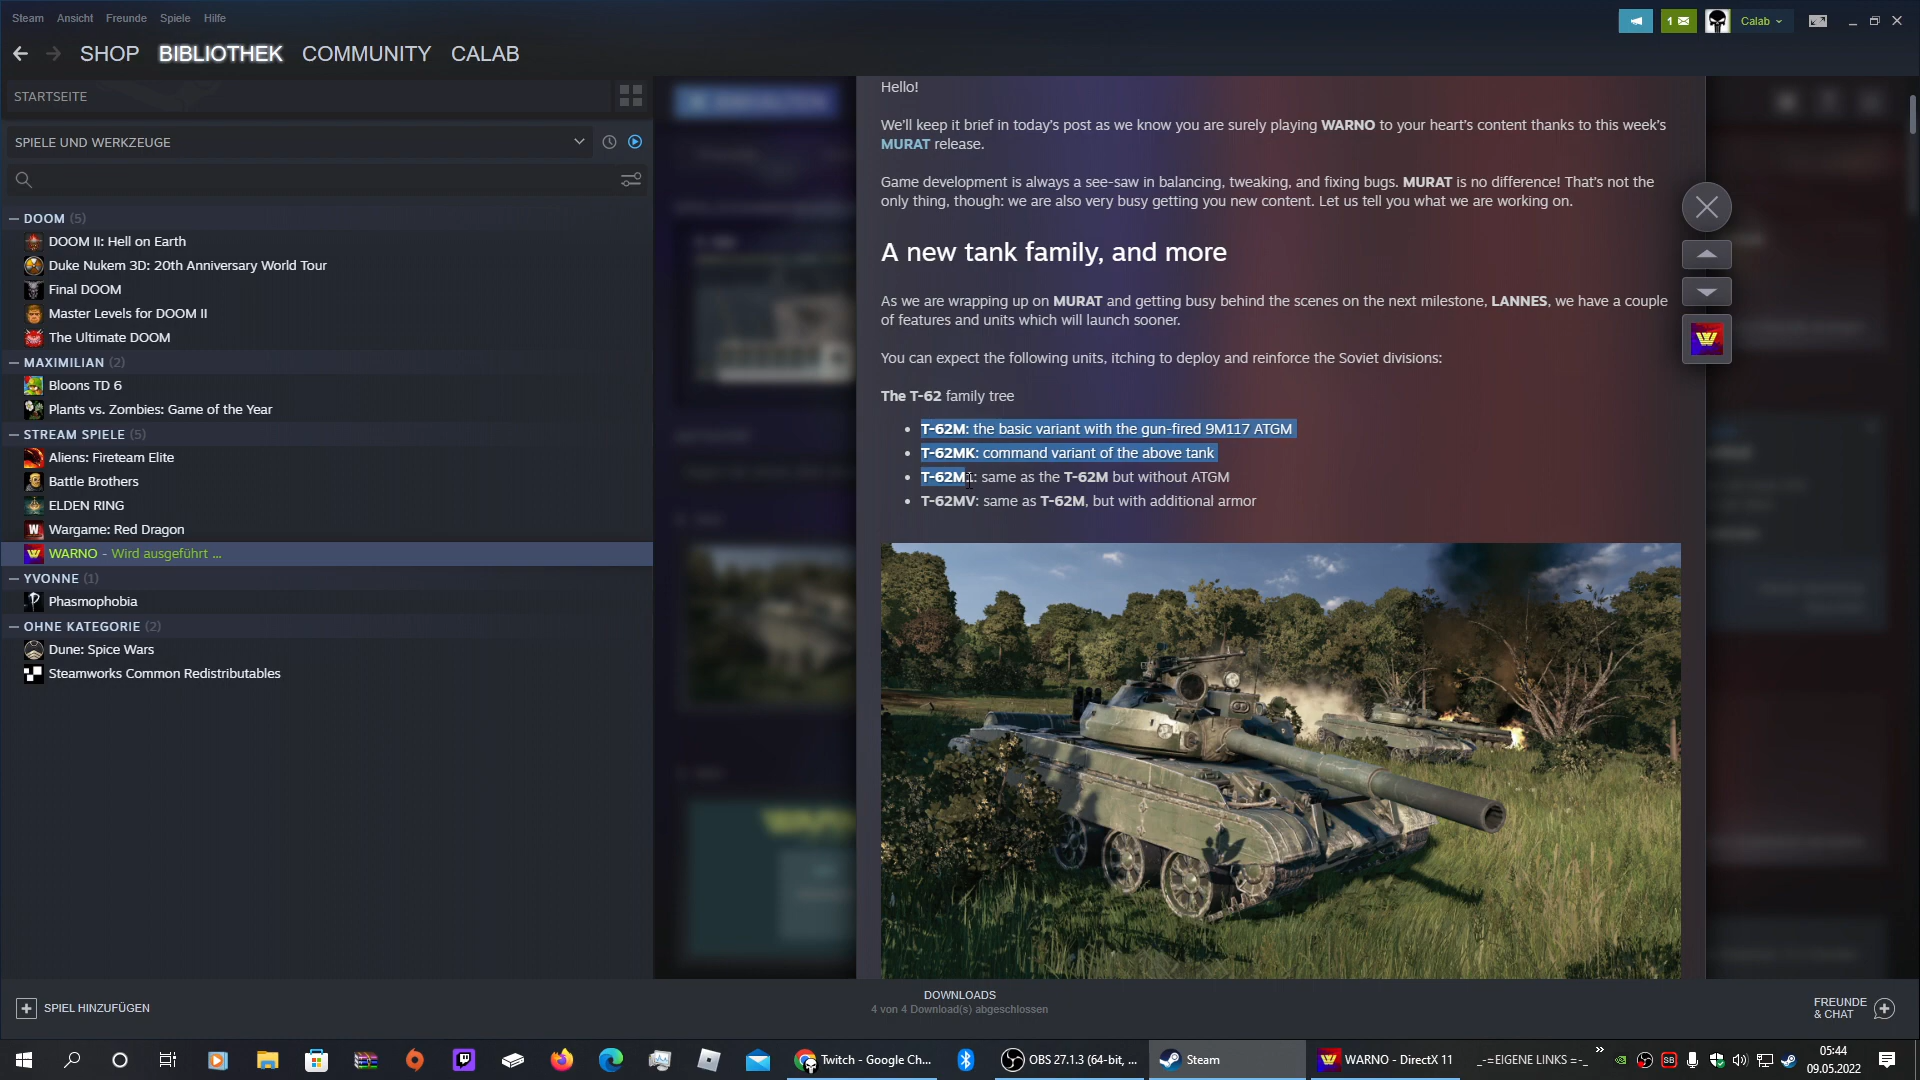 Steam Ansicht Freunde Spiele Hilfe
1
Calab
SHOP BIBLIOTHEK COMMUNITY CALAB
STARTSEITE
SPIELE UND WERKZEUGE
DOOM (5)
DOOM II: Hell on Earth
Duke Nukem 3D: 20th Anniversary World Tour
Final DOOM
Master Levels for DOOM II
The Ultimate DOOM
MAXIMILIAN (2)
Bloons TD 6
Plants vs. Zombies: Game of the Year
STREAM SPIELE (5)
Aliens: Fireteam Elite
Battle Brothers
ELDEN RING
Wargame: Red Dragon
WARNO - Wird ausgeführt ...
YVONNE (1)
Phasmophobia
OHNE KATEGORIE (2)
Dune: Spice Wars
Steamworks Common Redistributables
Hello!
We'll keep it brief in today's post as we know you are surely playing WARNO to your heart's content thanks to this week's
MURAT release.
Game development is always a see-saw in balancing, tweaking, and fixing bugs. MURAT is no difference! That's not the
only thing, though: we are also very busy getting you new content. Let us tell you what we are working on.
A new tank family, and more
As we are wrapping up on MURAT and getting busy behind the scenes on the next milestone, LANNES, we have a couple
of features and units which will launch sooner.
You can expect the following units, itching to deploy and reinforce the Soviet divisions:
The T-62 family tree
T-62M: the basic variant with the gun-fired 9M117 ATGM
T-62MK: command variant of the above tank
T-62M1: same as the T-62M but without ATGM
T-62MV: same as T-62M, but with additional armor
SPIEL HINZUFÜGEN
DOWNLOADS
4 von 4 Download(s) abgeschlossen
FREUNDE
& CHAT
Twitch - Google Ch...
OBS 27.1.3 (64-bit, ...
Steam
WARNO - DirectX 11
_-=EIGENE LINKS =-_
»
SB
05:44
09.05.2022